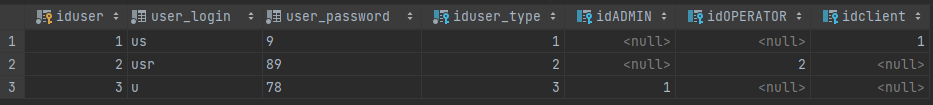 iduser user_login user_password iduser_type idADMIN idOPERATOR idclient
1 1 us 9 1 <null> <null> 1
2 2 usr 89 2 <null> 2 <null>
3 3 u 78 3 1 <null> <null>